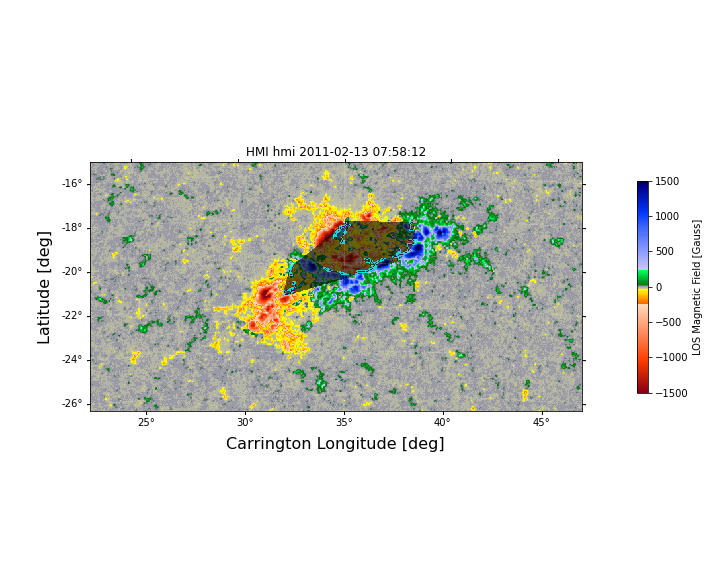 HMI hmi 2011-02-13 07:58:12
-16°
-18°
-20°
-22°
-24°
-26°
Latitude [deg]
25° 30° 35° 40° 45°
Carrington Longitude [deg]
1500
1000
500
0
−500
−1000
−1500
LOS Magnetic Field [Gauss]